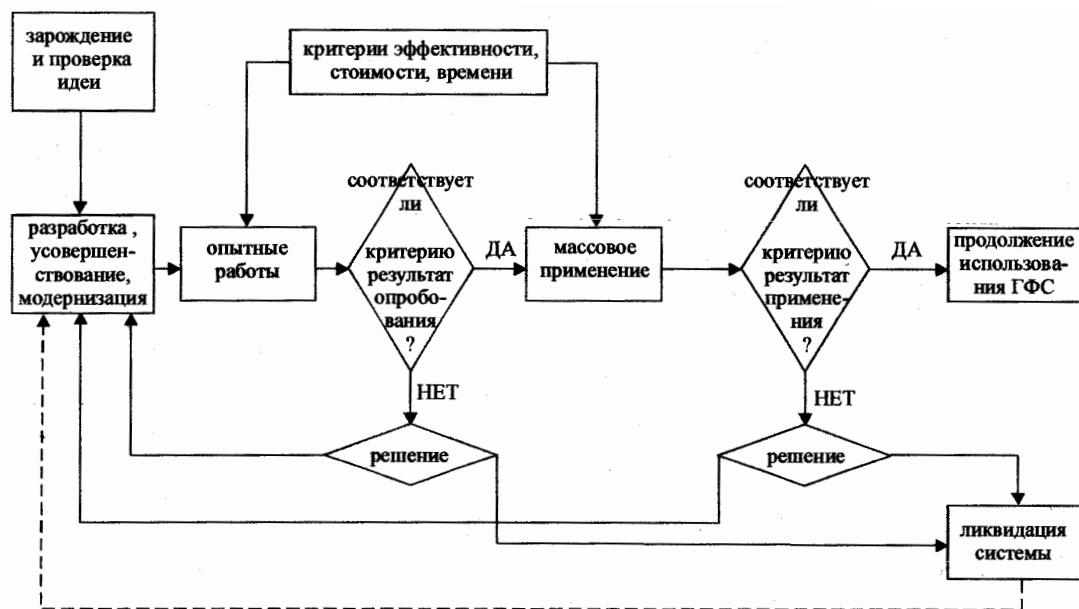 зарождение
и проверка
идеи
критерии эффективности,
стоимости, времени
разработка ,
усовершен-
ствование,
модернизация
опытные
работы
соответствует
ли
критерию
результат
опробо-
вания
?
ДА
массовое
применение
соответствует
ли
критерию
результат
примене-
ния
?
ДА
продолжение
использова-
ния ГФС
НЕТ
НЕТ
решение
решение
ликвидация
системы